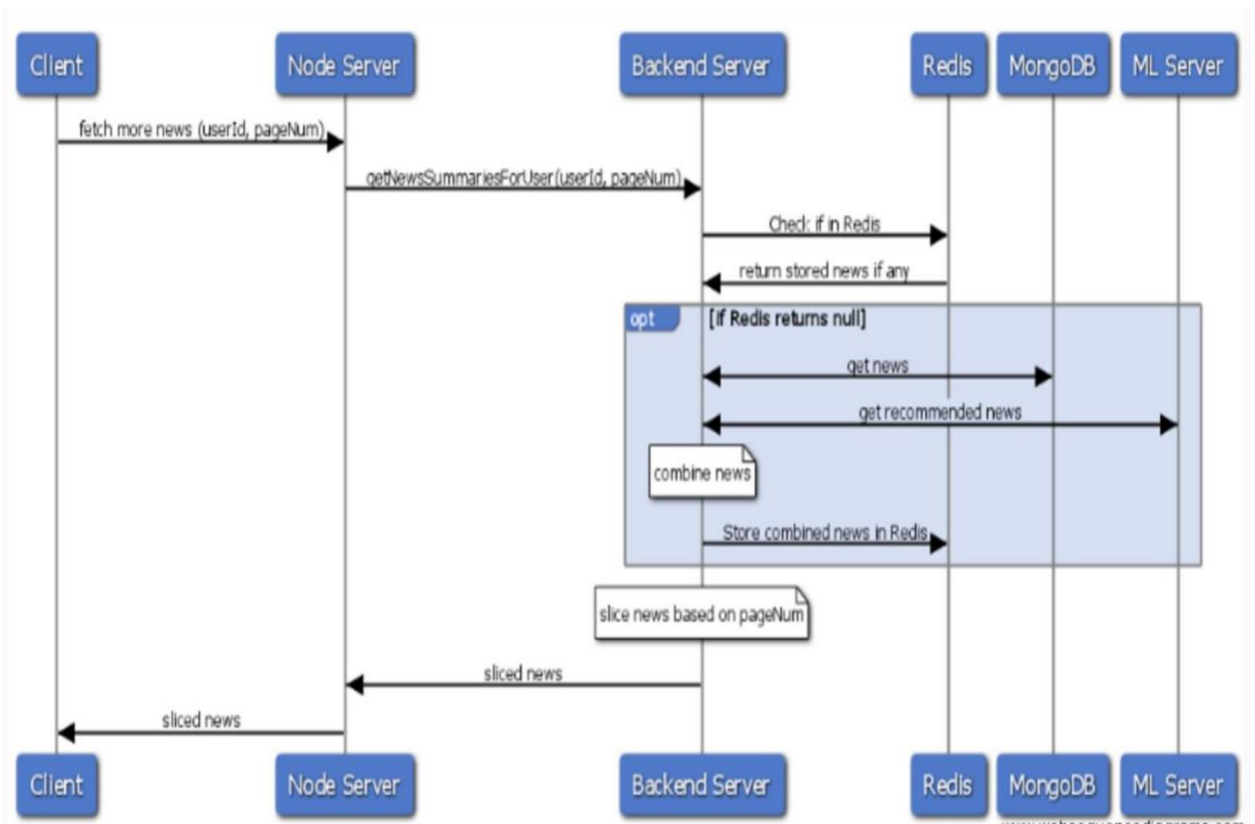 Client
Node Server
Backend Server
Redis
MongoDB
ML Server
fetch more news (userId, pageNum)
getNewsSummariesForUser(userId, pageNum)
Check if in Redis
return stored news if any
opt
[if Redis returns null]
get news
get recommended news
combine news
Store combined news in Redis
slice news based on pageNum
sliced news
sliced news
Client
Node Server
Backend Server
Redis
MongoDB
ML Server